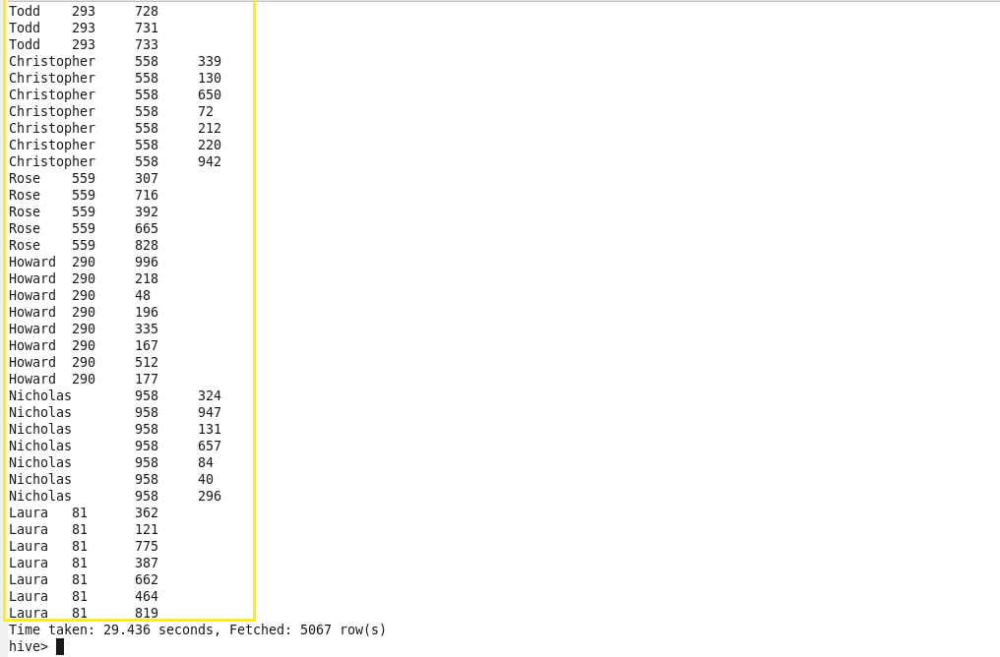 Todd    293     728
Todd    293     731
Todd    293     733
Christopher     558     339
Christopher     558     130
Christopher     558     650
Christopher     558     72
Christopher     558     212
Christopher     558     220
Christopher     558     942
Rose    559     307
Rose    559     716
Rose    559     392
Rose    559     665
Rose    559     828
Howard  290     996
Howard  290     218
Howard  290     48
Howard  290     196
Howard  290     335
Howard  290     167
Howard  290     512
Howard  290     177
Nicholas        958     324
Nicholas        958     947
Nicholas        958     131
Nicholas        958     657
Nicholas        958     84
Nicholas        958     40
Nicholas        958     296
Laura   81      362
Laura   81      121
Laura   81      775
Laura   81      387
Laura   81      662
Laura   81      464
Laura   81      819
Time taken: 29.436 seconds, Fetched: 5067 row(s)
hive>